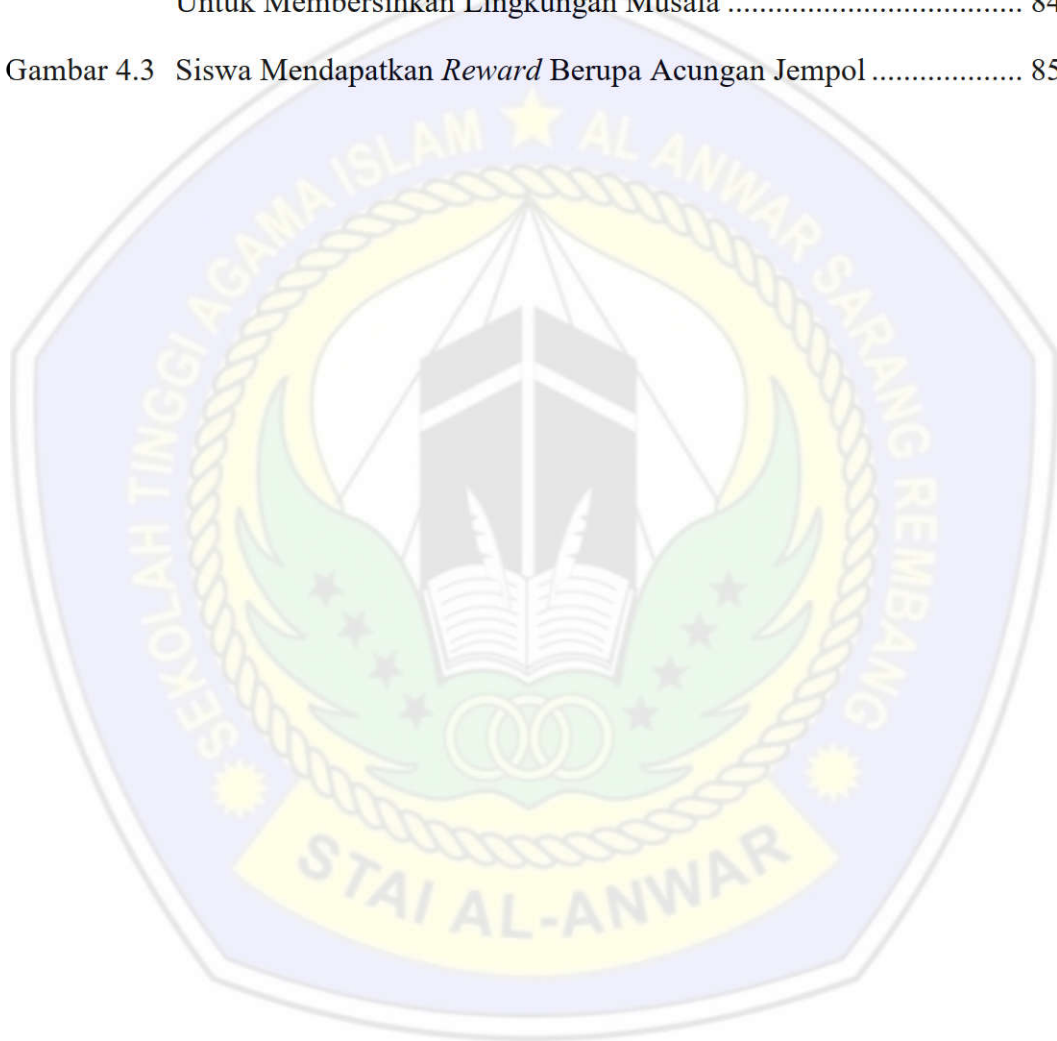 Untuk Membersihkan Lingkungan Musala .................................. 84
Gambar 4.3 Siswa Mendapatkan Reward Berupa Acungan Jempol ................... 85
SEKOLAH TINGGI AGAMA ISLAM ★ AL ANWAR SARANG REMBANG
STAI AL-ANWAR